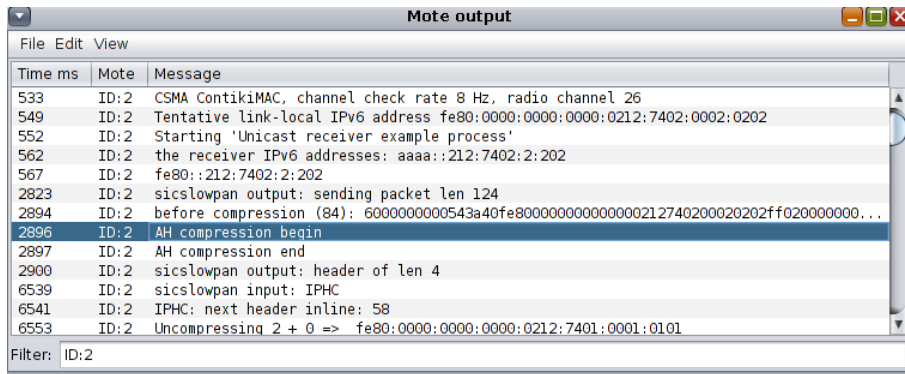 Mote output
File Edit View
Time ms Mote Message
533 ID:2 CSMA ContikiMAC, channel check rate 8 Hz, radio channel 26
549 ID:2 Tentative link-local IPv6 address fe80:0000:0000:0000:0212:7402:0002:0202
552 ID:2 Starting 'Unicast receiver example process'
562 ID:2 the receiver IPv6 addresses: aaaa::212:7402:2:202
567 ID:2 fe80::212:7402:2:202
2823 ID:2 sicslowpan output: sending packet len 124
2894 ID:2 before compression (84): 6000000000543a40fe80000000000000021274020002​0202ff020000000...
2896 ID:2 AH compression begin
2897 ID:2 AH compression end
2900 ID:2 sicslowpan output: header of len 4
6539 ID:2 sicslowpan input: IPHC
6541 ID:2 IPHC: next header inline: 58
6553 ID:2 Uncompressing 2 + 0 => fe80:0000:0000:0000:0212:7401:0001:0101
Filter: ID:2